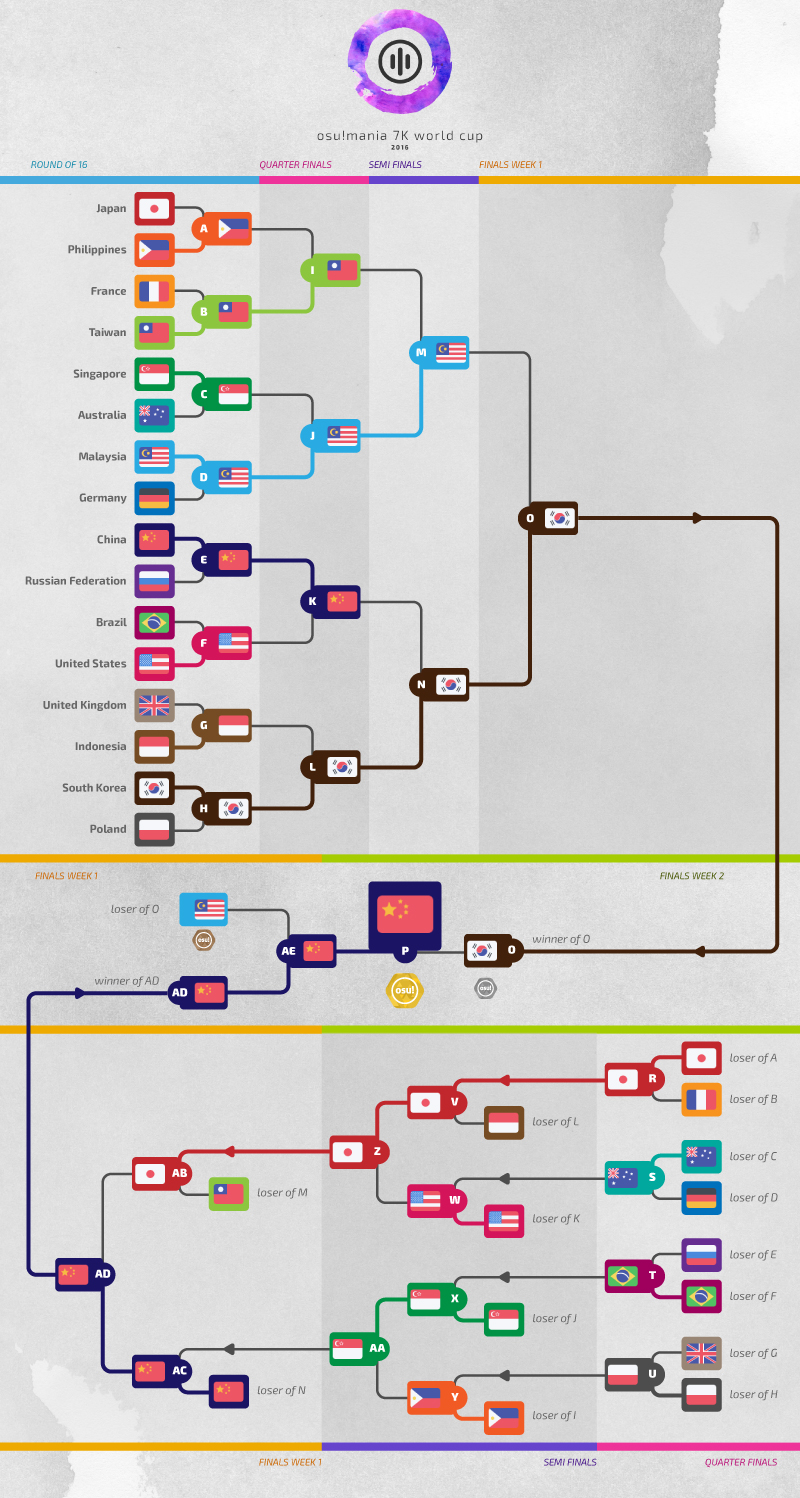 osu!mania 7K world cup
2016
ROUND OF 16 QUARTER FINALS SEMI FINALS FINALS WEEK 1
Japan
A
Philippines
I
France
B
Taiwan
M
Singapore
C
Australia
J
Malaysia
D
Germany
O
China
E
Russian Federation
K
Brazil
F
United States
N
United Kingdom
G
Indonesia
L
South Korea
H
Poland
FINALS WEEK 1 FINALS WEEK 2
loser of O
osu!
AE P O winner of O
winner of AD
AD
osu! osu!
R loser of A
loser of B
V
loser of L
Z
S loser of C
loser of D
AB
loser of M
W
loser of K
AD
T loser of E
loser of F
X
loser of J
AA
U loser of G
loser of H
AC
loser of N
Y
loser of I
FINALS WEEK 1 SEMI FINALS QUARTER FINALS